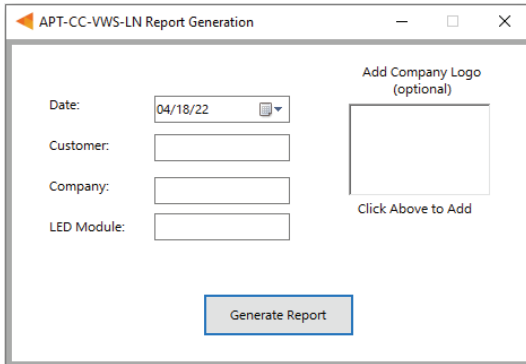 APT-CC-VWS-LN Report Generation
Add Company Logo
(optional)
Date:
04/18/22
Customer:
Company:
Click Above to Add
LED Module:
Generate Report